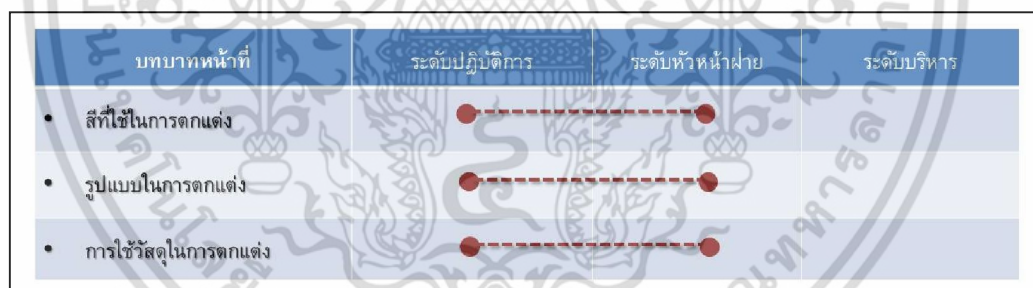 บทบาทหน้าที่ ระดับปฏิบัติการ ระดับหัวหน้าฝ่าย ระดับบริหาร
• สีที่ใช้ในการตกแต่ง
• รูปแบบในการตกแต่ง
• การใช้วัสดุในการตกแต่ง